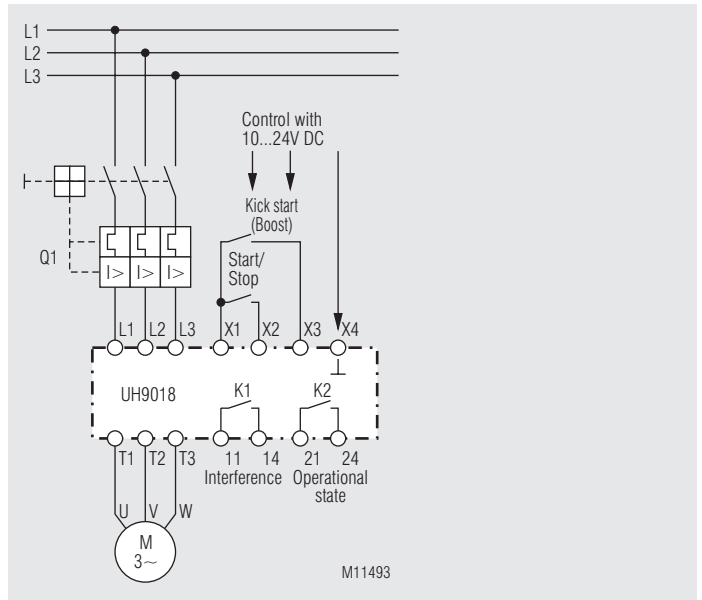 L1
L2
L3
Control with
10...24V DC
Kick start
(Boost)
Q1
I> I> I>
Start/
Stop
L1 L2 L3 X1 X2 X3 X4
UH9018
K1 K2
T1 T2 T3 11 14 21 24
Interference Operational
state
U V W
M
3~
M11493